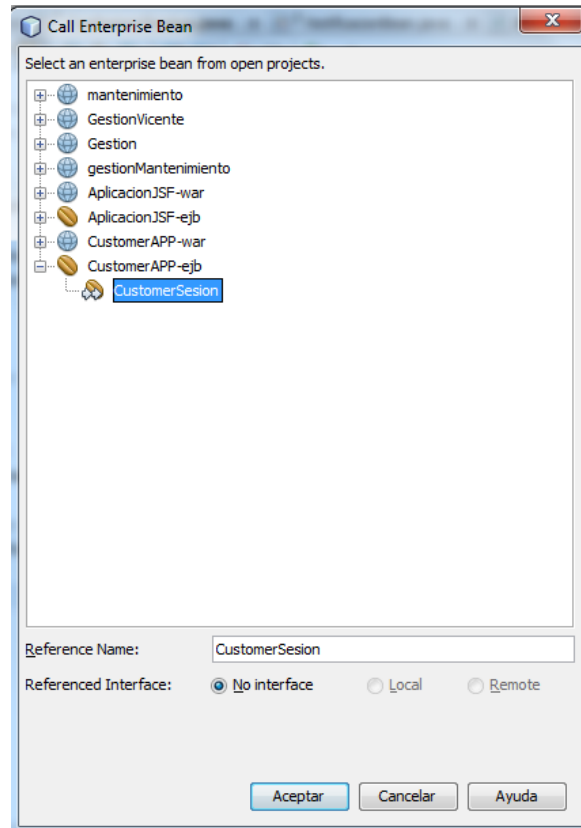 Call Enterprise Bean
Select an enterprise bean from open projects.
mantenimiento
GestionVicente
Gestion
gestionMantenimiento
AplicacionJSF-war
AplicacionJSF-ejb
CustomerAPP-war
CustomerAPP-ejb
CustomerSesion
Reference Name: CustomerSesion
Referenced Interface: No interface Local Remote
Aceptar Cancelar Ayuda